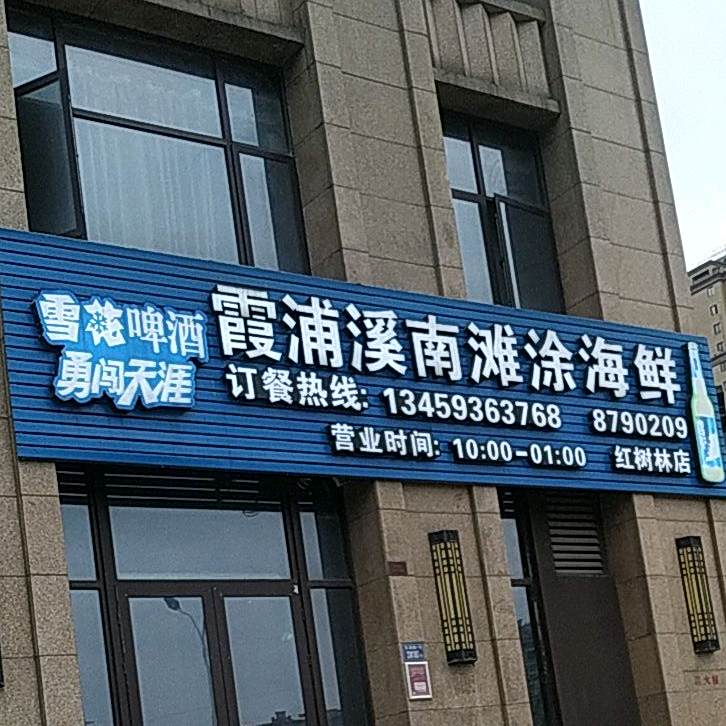 雪花啤酒
勇闯天涯
霞浦溪南滩涂海鲜
订餐热线: 13459363768 8790209
营业时间: 10:00-01:00 红树林店